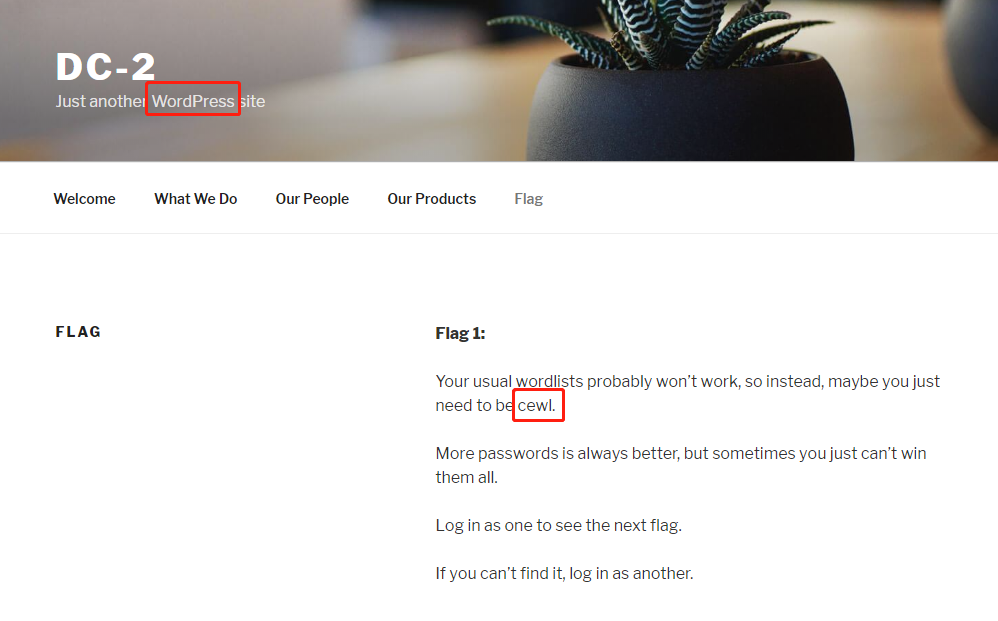 DC-2
Just another WordPress site
Welcome What We Do Our People Our Products Flag
FLAG
Flag 1:
Your usual wordlists probably won't work, so instead, maybe you just
need to be cewl.
More passwords is always better, but sometimes you just can't win
them all.
Log in as one to see the next flag.
If you can't find it, log in as another.